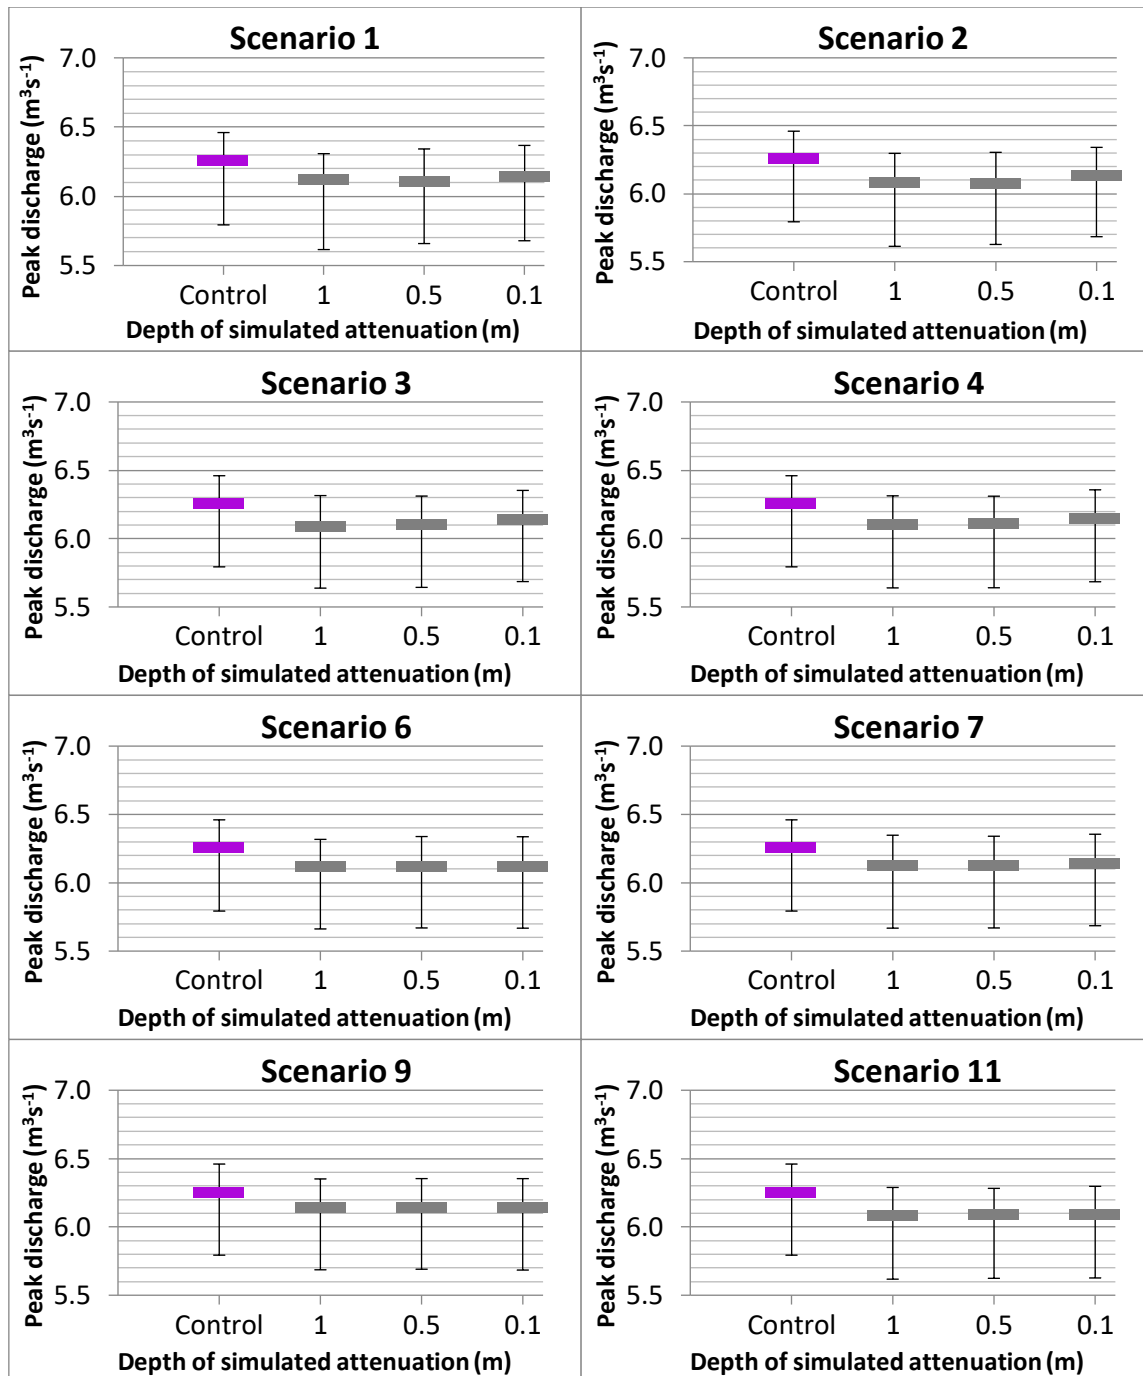 Scenario 1
Peak discharge (m³s⁻¹)
7.0
6.5
6.0
5.5
Control 1 0.5 0.1
Depth of simulated attenuation (m)
Scenario 2
Peak discharge (m³s⁻¹)
7.0
6.5
6.0
5.5
Control 1 0.5 0.1
Depth of simulated attenuation (m)
Scenario 3
Peak discharge (m³s⁻¹)
7.0
6.5
6.0
5.5
Control 1 0.5 0.1
Depth of simulated attenuation (m)
Scenario 4
Peak discharge (m³s⁻¹)
7.0
6.5
6.0
5.5
Control 1 0.5 0.1
Depth of simulated attenuation (m)
Scenario 6
Peak discharge (m³s⁻¹)
7.0
6.5
6.0
5.5
Control 1 0.5 0.1
Depth of simulated attenuation (m)
Scenario 7
Peak discharge (m³s⁻¹)
7.0
6.5
6.0
5.5
Control 1 0.5 0.1
Depth of simulated attenuation (m)
Scenario 9
Peak discharge (m³s⁻¹)
7.0
6.5
6.0
5.5
Control 1 0.5 0.1
Depth of simulated attenuation (m)
Scenario 11
Peak discharge (m³s⁻¹)
7.0
6.5
6.0
5.5
Control 1 0.5 0.1
Depth of simulated attenuation (m)